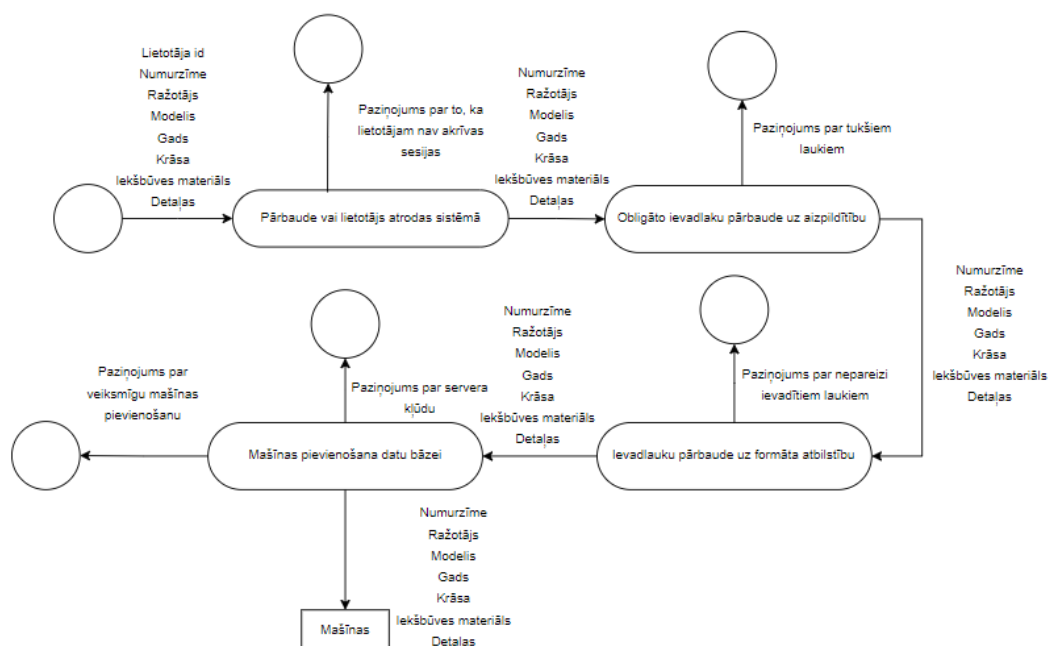 Lietotāja id
Numurzīme
Ražotājs
Modelis
Gads
Krāsa
Iekšbūves materiāls
Detaļas
Paziņojums par to, ka
lietotājam nav akrīvas
sesijas
Pārbaude vai lietotājs atrodas sistēmā
Numurzīme
Ražotājs
Modelis
Gads
Krāsa
Iekšbūves materiāls
Detaļas
Paziņojums par tukšiem
laukiem
Obligāto ievadlaku pārbaude uz aizpildītību
Numurzīme
Ražotājs
Modelis
Gads
Krāsa
Iekšbūves materiāls
Detaļas
Paziņojums par nepareizi
ievadītiem laukiem
Ievadlauku pārbaude uz formāta atbilstību
Numurzīme
Ražotājs
Modelis
Gads
Krāsa
Iekšbūves materiāls
Detaļas
Paziņojums par servera
kļūdu
Mašīnas pievienošana datu bāzei
Paziņojums par
veiksmīgu mašīnas
pievienošanu
Numurzīme
Ražotājs
Modelis
Gads
Krāsa
Iekšbūves materiāls
Detaļas
Mašīnas